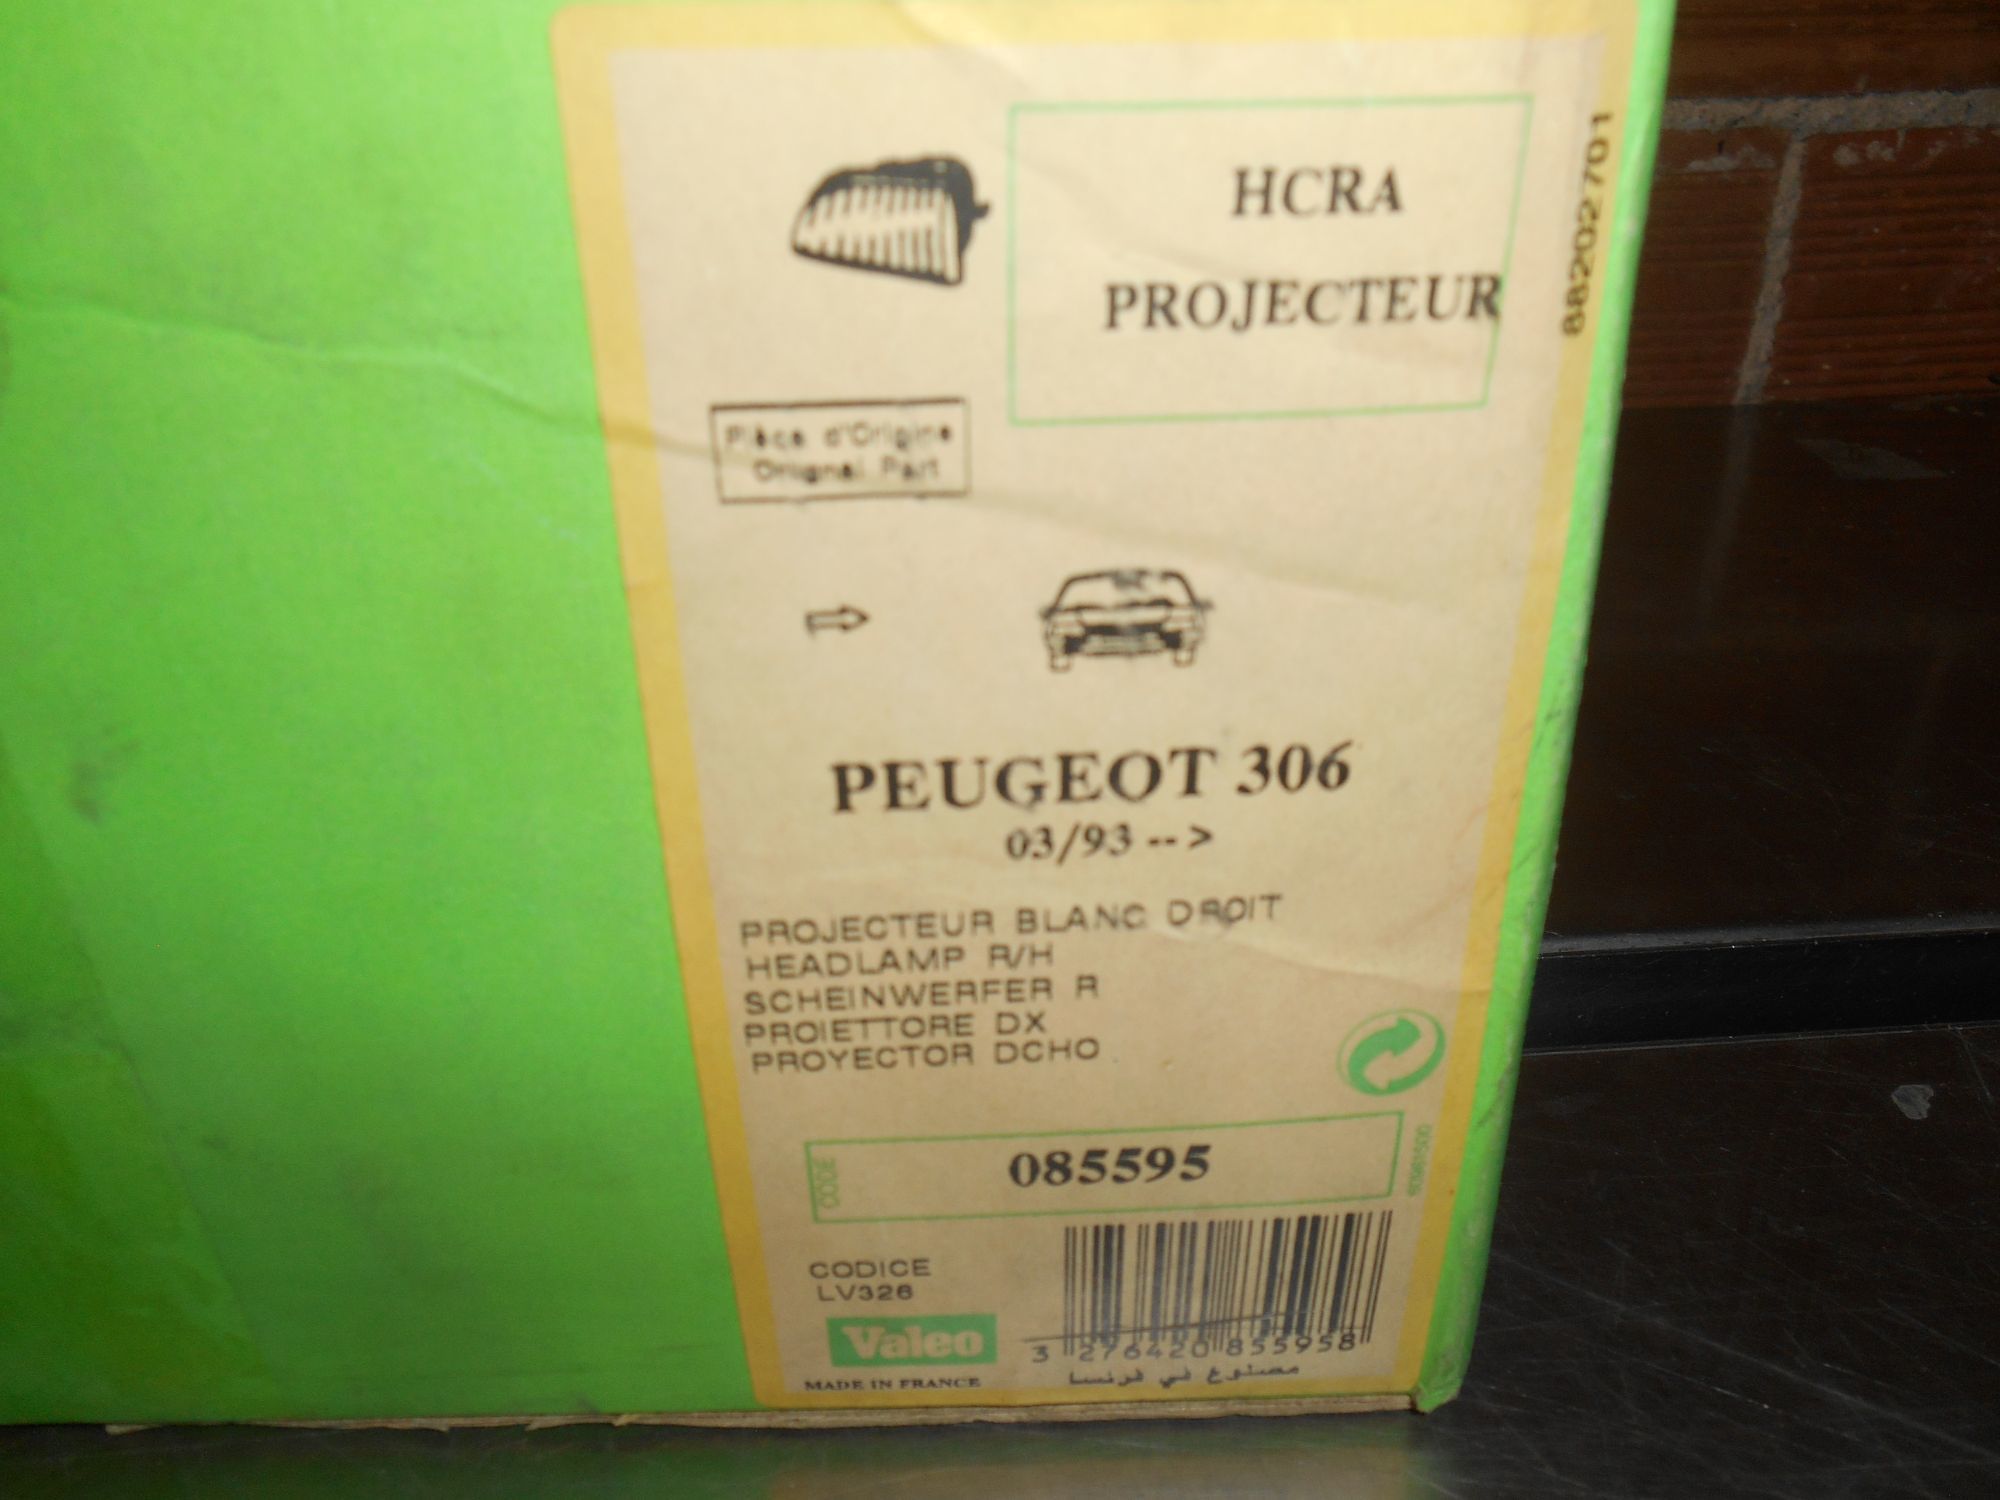 HCRA
PROJECTEUR
88202701
Pièce d'Origine
Original Part
PEUGEOT 306
03/93 -->
PROJECTEUR BLANC DROIT
HEADLAMP R/H
SCHEINWERFER R
PROIETTORE DX
PROYECTOR DCHO
CODE
085595
CODICE
LV326
Valeo
MADE IN FRANCE
3 276420 855958
مصنوع في فرنسا